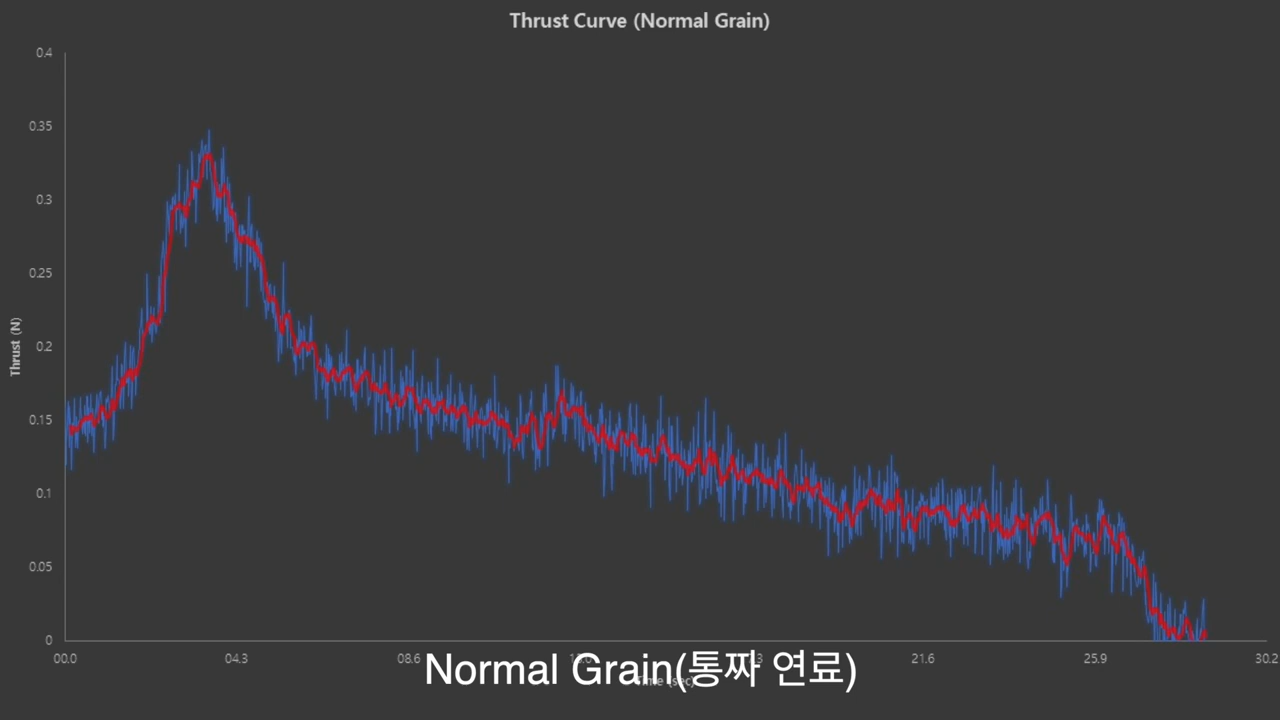 Thrust Curve (Normal Grain)
0.4
0.35
0.3
0.25
0.2
0.15
0.1
0.05
0
Thrust (N)
00.0 04.3 08.6 21.6 25.9 30.2
Time (sec)
Normal Grain(통짜 연료)